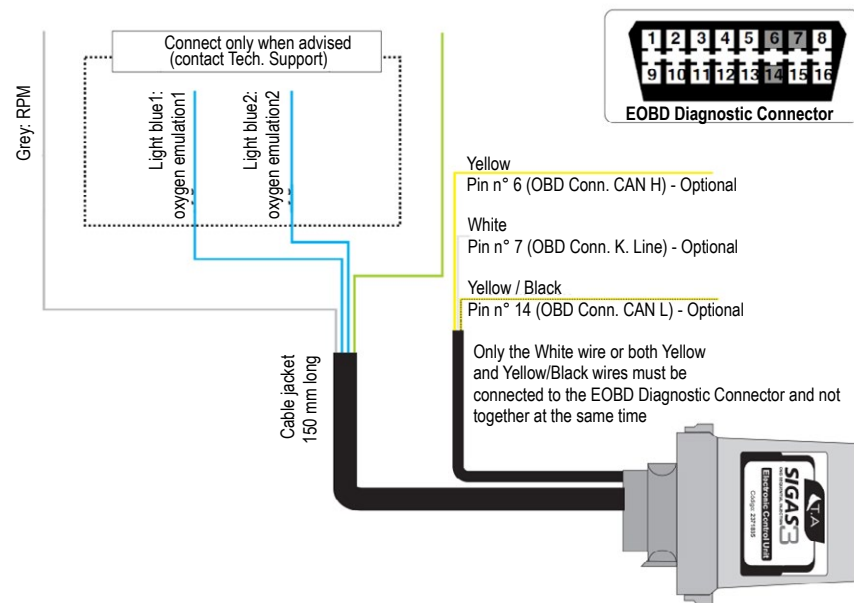 Connect only when advised
(contact Tech. Support)
Grey: RPM
Light blue1:
oxygen emulation1
Light blue2:
oxygen emulation2
1 2 3 4 5 6 7 8
9 10 11 12 13 14 15 16
EOBD Diagnostic Connector
Yellow
Pin n° 6 (OBD Conn. CAN H) - Optional
White
Pin n° 7 (OBD Conn. K. Line) - Optional
Yellow / Black
Pin n° 14 (OBD Conn. CAN L) - Optional
Only the White wire or both Yellow
and Yellow/Black wires must be
connected to the EOBD Diagnostic Connector and not
together at the same time
Cable jacket
150 mm long
T.A
SIGAS3
Electronic Control Unit
Código: 2371835